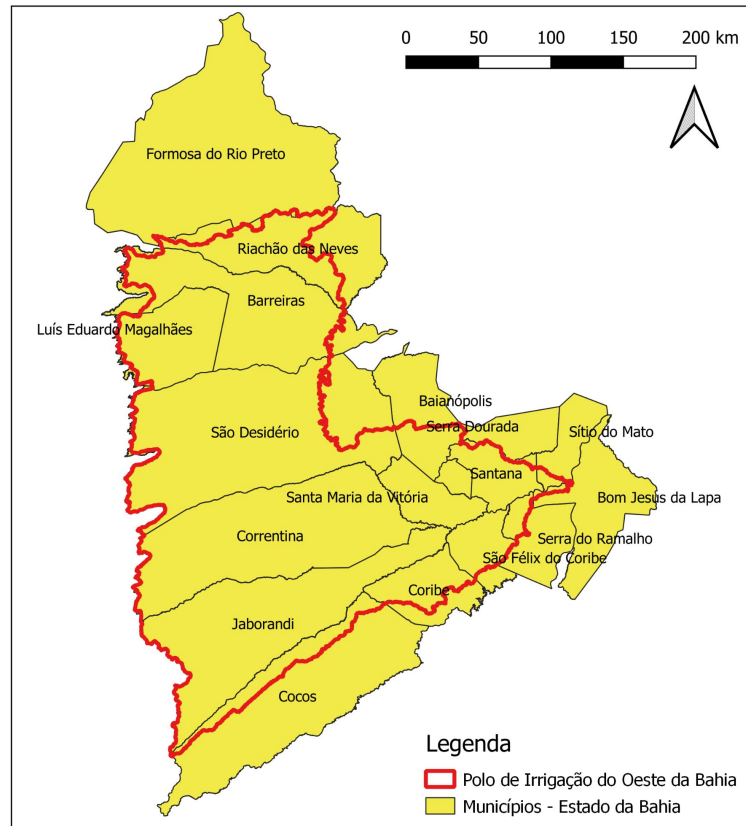 0 50 100 150 200 km
Formosa do Rio Preto
Riachão das Neves
Barreiras
Luís Eduardo Magalhães
Baianópolis
São Desidério
Serra Dourada
Sítio do Mato
Santana
Santa Maria da Vitória
Bom Jesus da Lapa
Correntina
Serra do Ramalho
São Félix do Coribe
Coribe
Jaborandi
Cocos
Legenda
Polo de Irrigação do Oeste da Bahia
Municípios - Estado da Bahia